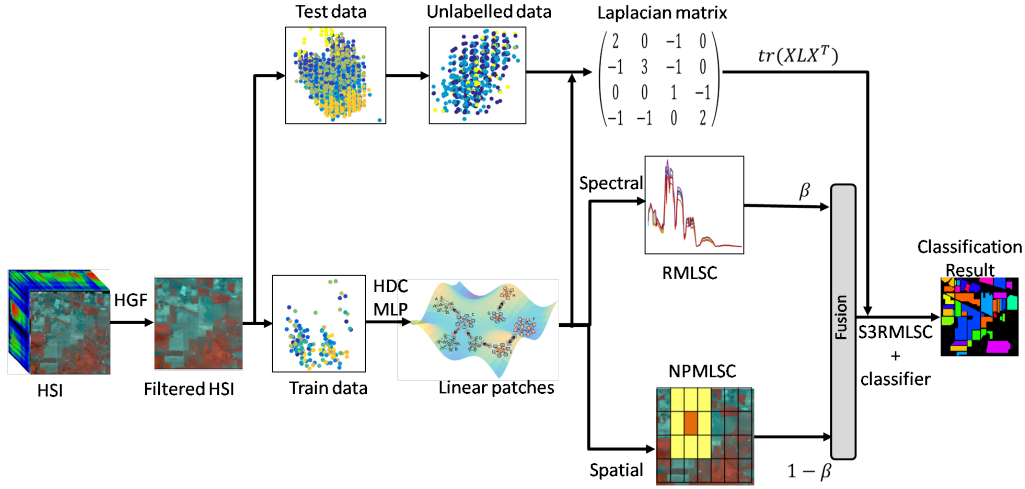 Test data
Unlabelled data
Laplacian matrix
2 0 −1 0
−1 3 −1 0
0 0 1 −1
−1 −1 0 2
tr(XLX^T)
Spectral
RMLSC
β
HSI
HGF
Filtered HSI
Train data
HDC
MLP
Linear patches
NPMLSC
Spatial
1 − β
Fusion
S3RMLSC
+
classifier
Classification
Result